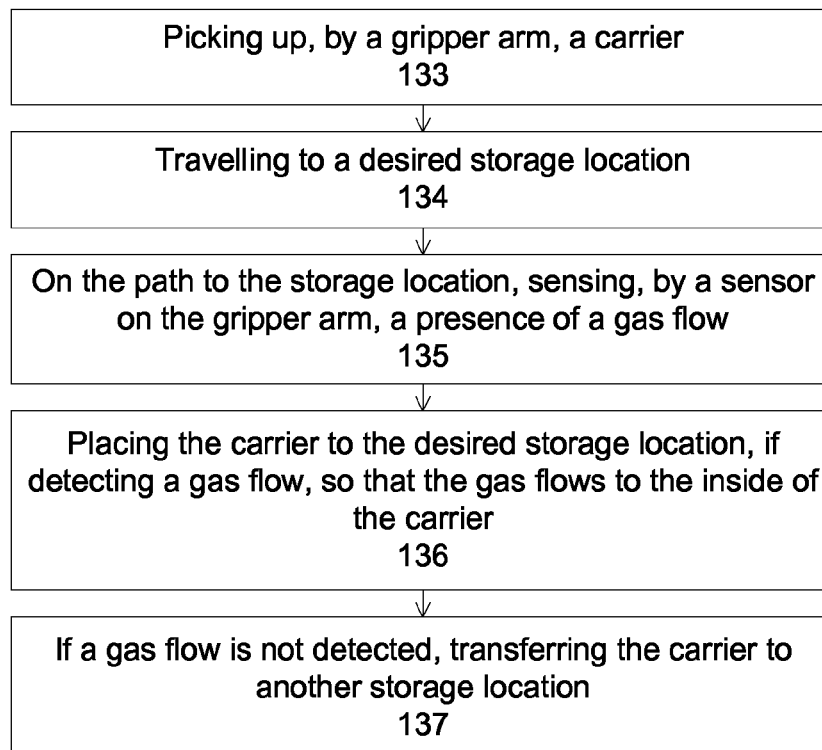 Picking up, by a gripper arm, a carrier
133
Travelling to a desired storage location
134
On the path to the storage location, sensing, by a sensor
on the gripper arm, a presence of a gas flow
135
Placing the carrier to the desired storage location, if
detecting a gas flow, so that the gas flows to the inside of
the carrier
136
If a gas flow is not detected, transferring the carrier to
another storage location
137